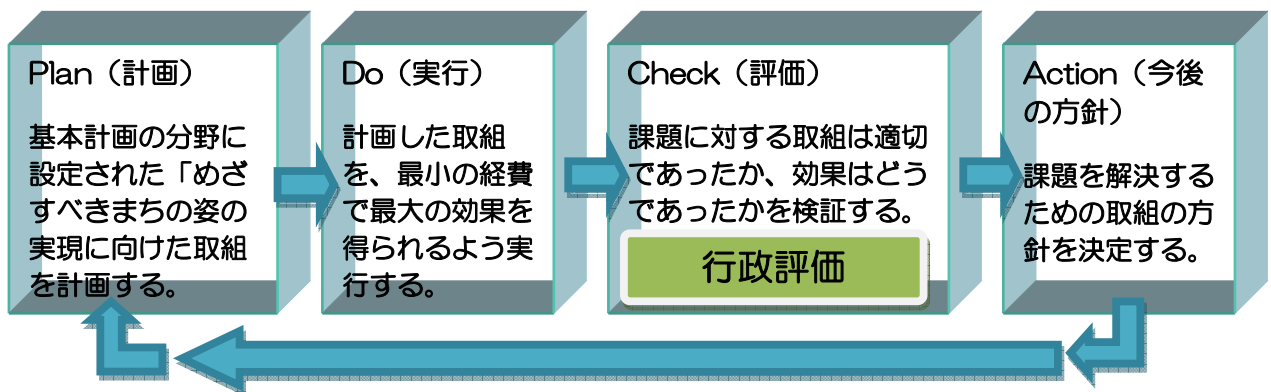 Plan（計画）
基本計画の分野に
設定された「めざ
すべきまちの姿の
実現に向けた取組
を計画する。
Do（実行）
計画した取組
を、最小の経費
で最大の効果を
得られるよう実
行する。
Check（評価）
課題に対する取組は適切
であったか、効果はどう
であったかを検証する。
行政評価
Action（今後
の方針）
課題を解決する
ための取組の方
針を決定する。